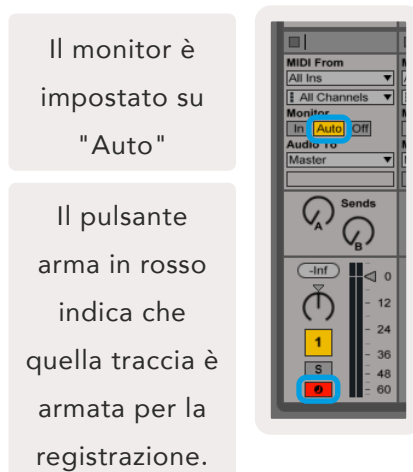 Il monitor è
impostato su
"Auto"
Il pulsante
arma in rosso
indica che
quella traccia è
armata per la
registrazione.
MIDI From
All Ins
All Channels
Monitor
In Auto Off
Audio To
Master
Sends
A
B
-Inf
0
12
24
36
48
60
1
S